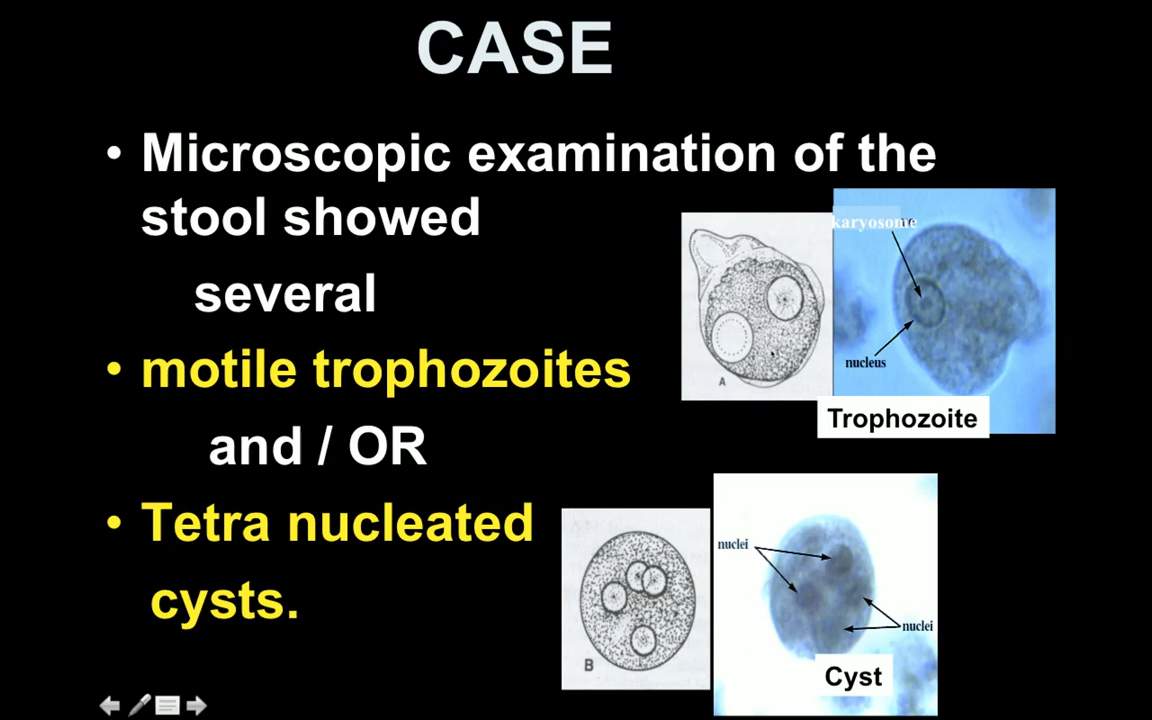 CASE
• Microscopic examination of the
stool showed
several
• motile trophozoites
and / OR
• Tetra nucleated
cysts.
karyosome
nucleus
A
Trophozoite
nuclei
nuclei
B
Cyst